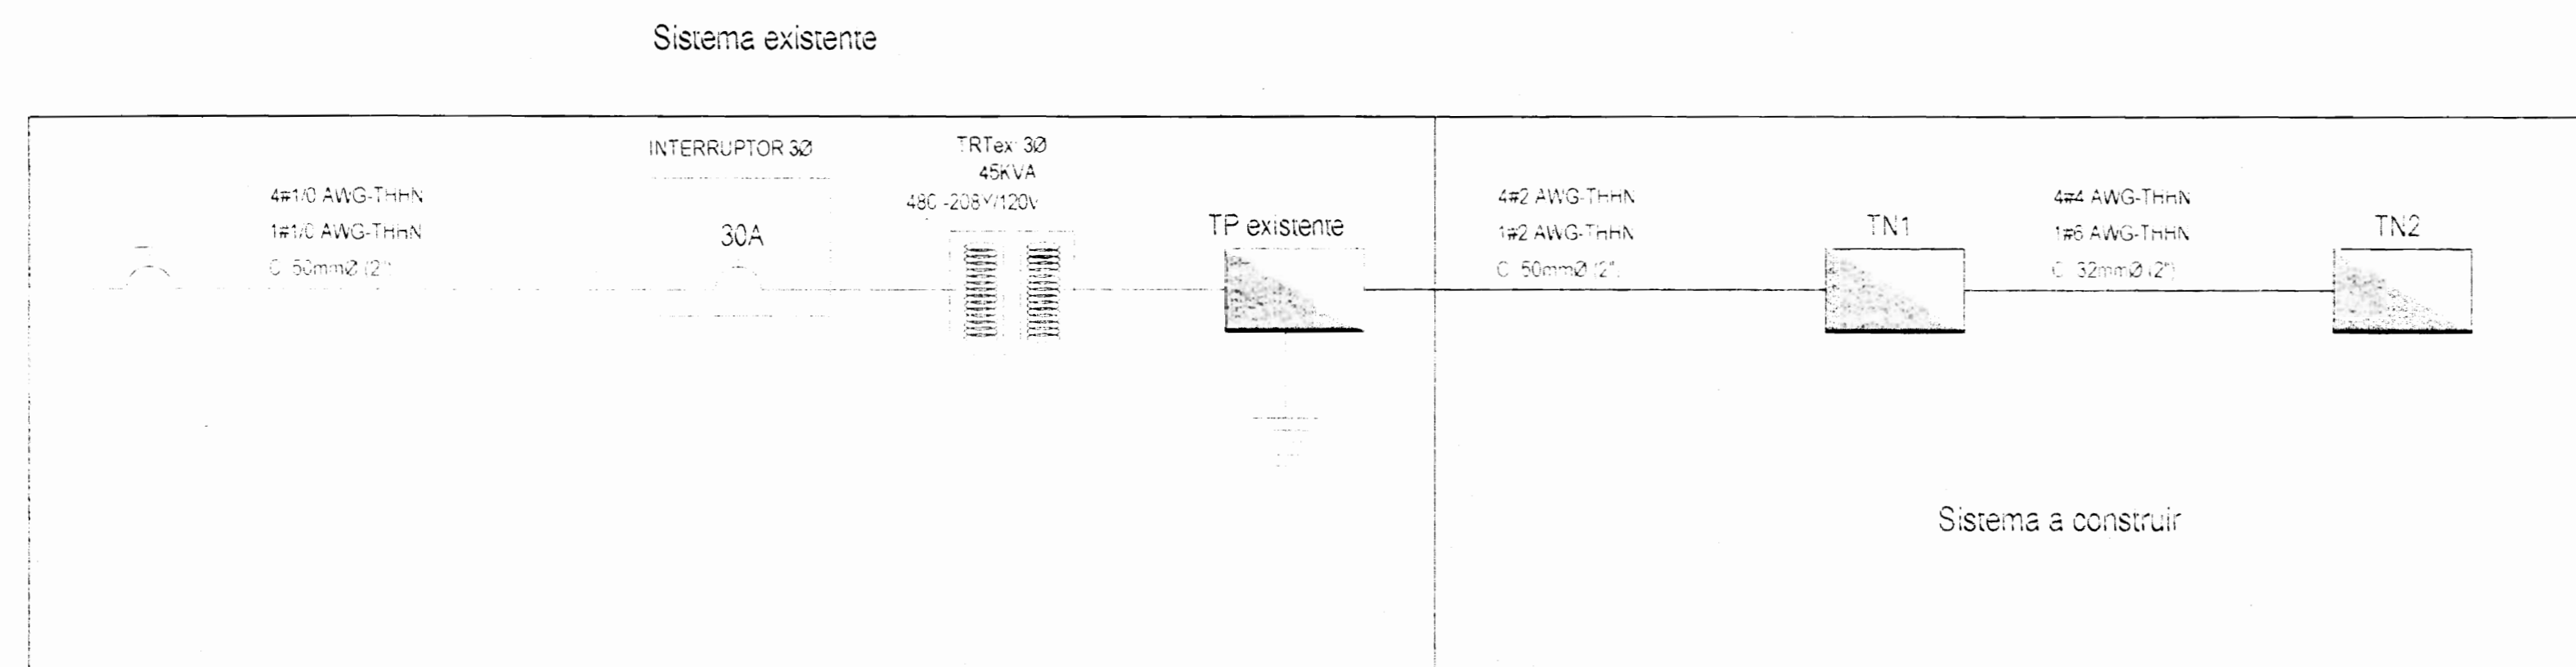 Sistema existente
INTERRUPTOR 3Ø
TRTex 3Ø
45KVA
480 -208Y/120V
4#1/0 AWG-THHN
1#1/0 AWG-THHN
C 50mmØ (2")
30A
TP existente
4#2 AWG-THHN
1#2 AWG-THHN
C 50mmØ (2")
TN1
4#4 AWG-THHN
1#6 AWG-THHN
C 32mmØ (2")
TN2
Sistema a construir